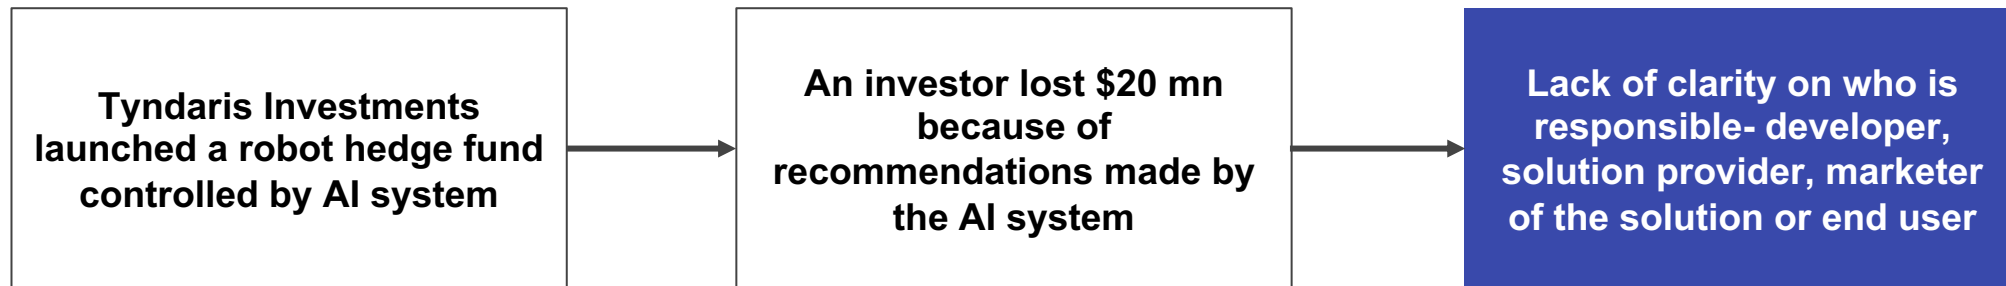 Tyndaris Investments
launched a robot hedge fund
controlled by AI system
An investor lost $20 mn
because of
recommendations made by
the AI system
Lack of clarity on who is
responsible- developer,
solution provider, marketer
of the solution or end user